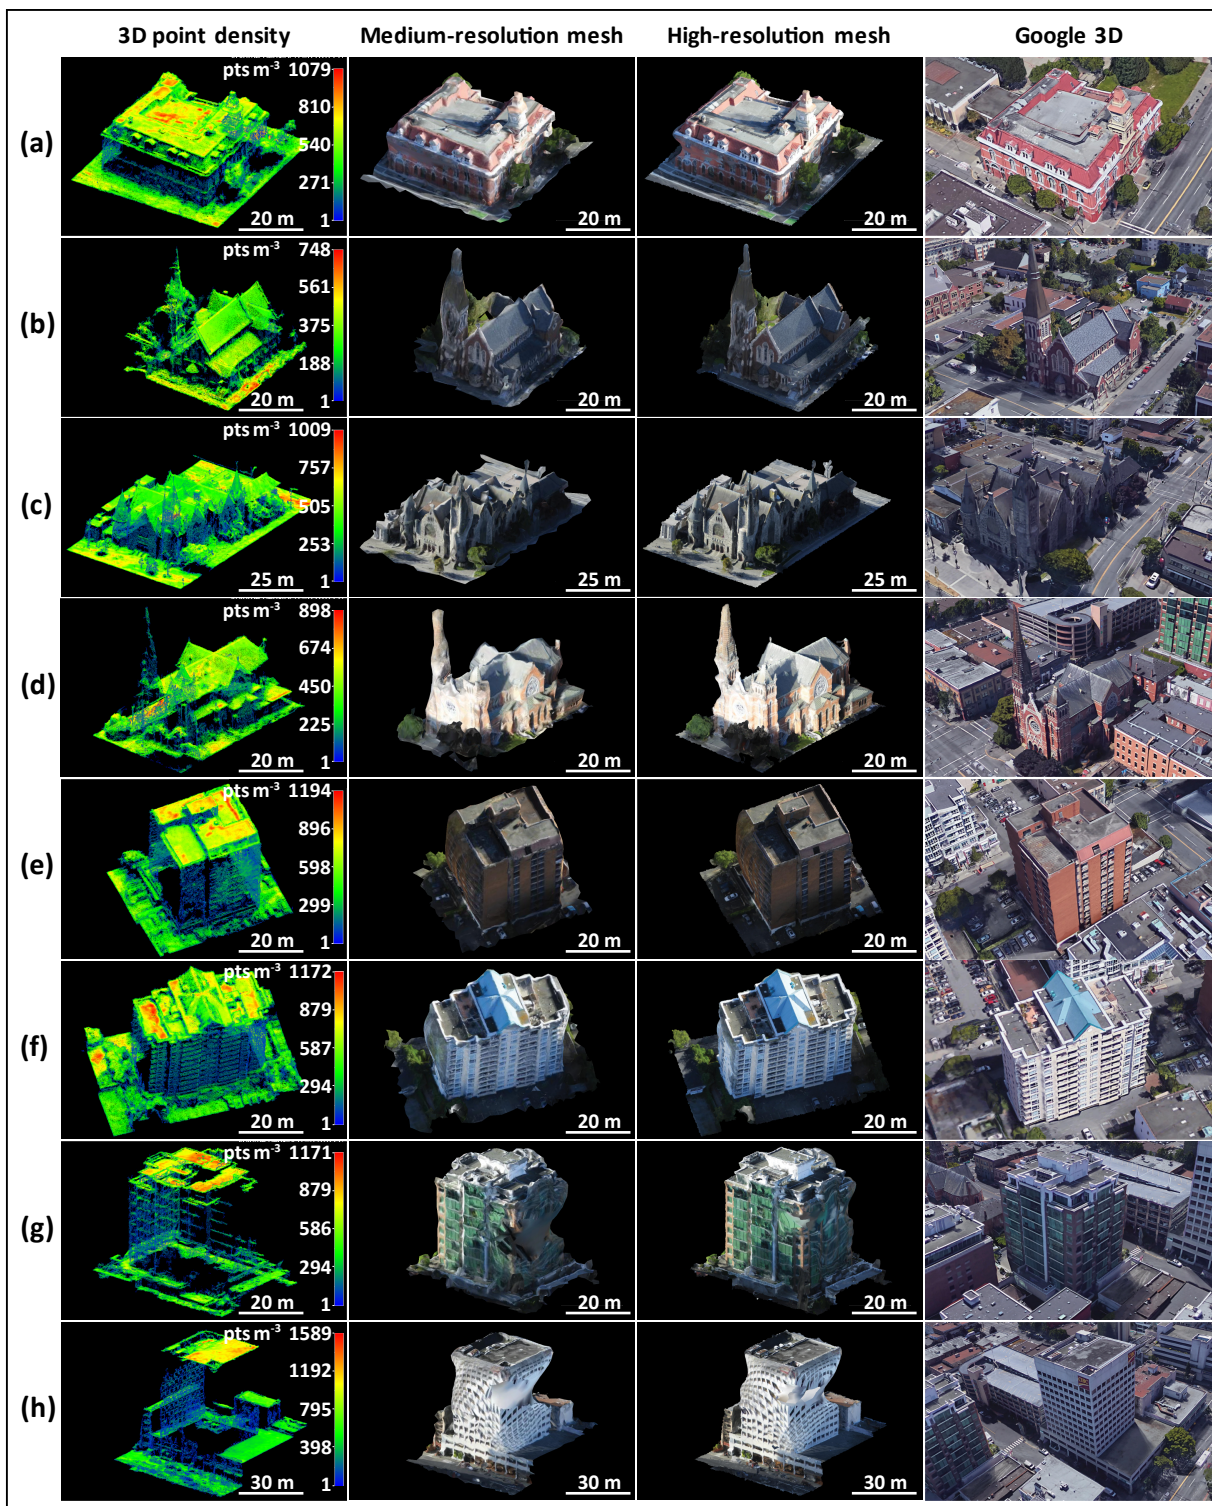 3D point density Medium-resolution mesh High-resolution mesh Google 3D
(a)
pts m⁻³ 1079
810
540
271
1
20 m 20 m 20 m
(b)
pts m⁻³ 748
561
375
188
1
20 m 20 m 20 m
(c)
pts m⁻³ 1009
757
505
253
1
25 m 25 m 25 m
(d)
pts m⁻³ 898
674
450
225
1
20 m 20 m 20 m
(e)
pts m⁻³ 1194
896
598
299
1
20 m 20 m 20 m
(f)
pts m⁻³ 1172
879
587
294
1
20 m 20 m 20 m
(g)
pts m⁻³ 1171
879
586
294
1
20 m 20 m 20 m
(h)
pts m⁻³ 1589
1192
795
398
1
30 m 30 m 30 m